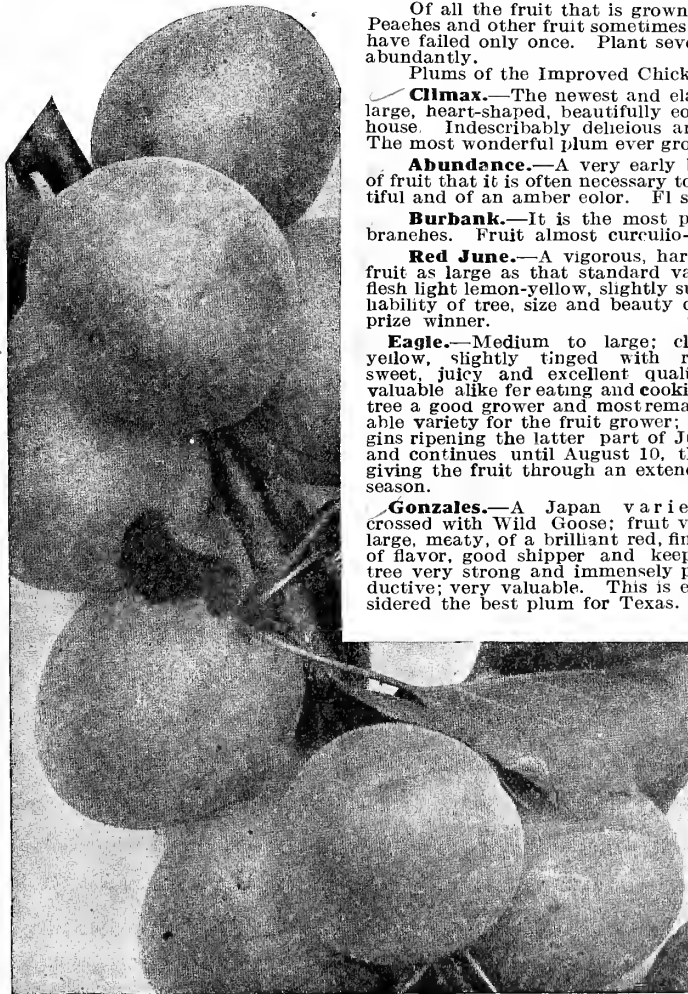 Of all the fruit that is grown
Peaches and other fruit sometimes
have failed only once. Plant seve
abundantly.
Plums of the Improved Chick
Climax.—The newest and ela
large, heart-shaped, beautifully co
house. Indescribably delicious an
The most wonderful plum ever gro
Abundance.—A very early
of fruit that it is often necessary to
tiful and of an amber color. Fl s
Burbank.—It is the most p
branches. Fruit almost curculio-
Red June.—A vigorous, har
fruit as large as that standard va
flesh light lemon-yellow, slightly su
liability of tree, size and beauty o
prize winner.
Eagle.—Medium to large; cl
yellow, slightly tinged with r
sweet, juicy and excellent quali
valuable alike fer eating and cooki
tree a good grower and most rema
able variety for the fruit grower;
gins ripening the latter part of Ju
and continues until August 10, th
giving the fruit through an exten
season.
Gonzales.—A Japan varie
crossed with Wild Goose; fruit v
large, meaty, of a brilliant red, fin
of flavor, good shipper and keep
tree very strong and immensely p
ductive; very valuable. This is e
sidered the best plum for Texas.